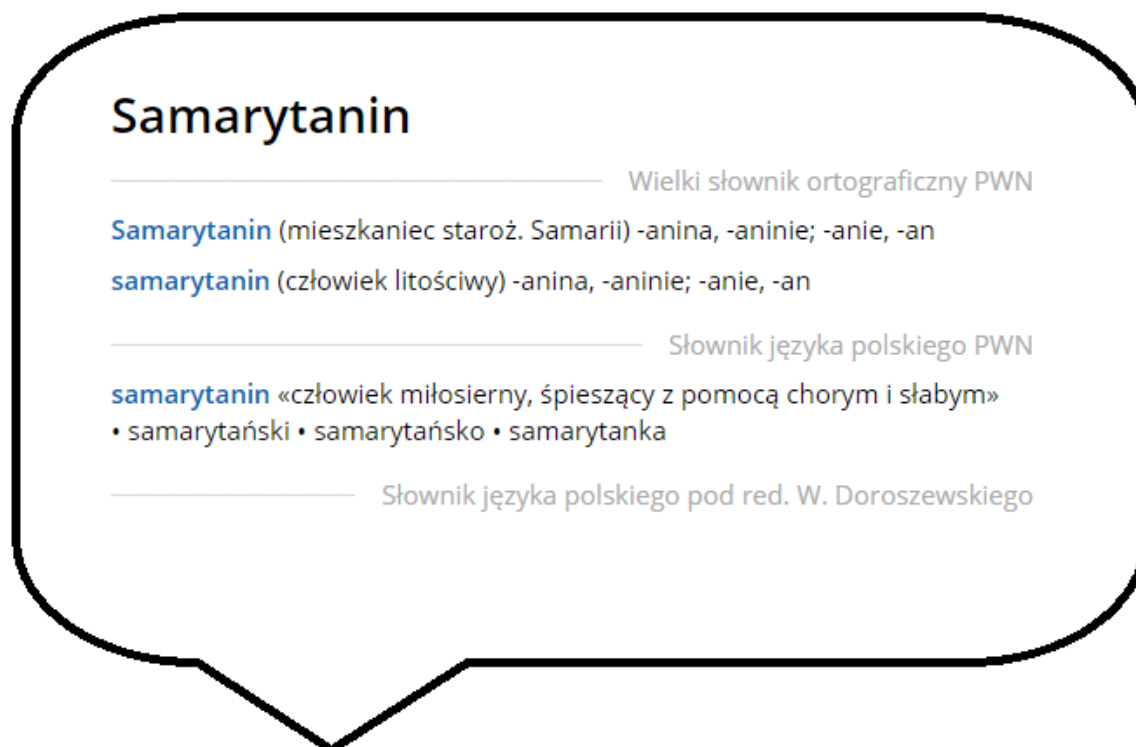 Samarytanin
Wielki słownik ortograficzny PWN
Samarytanin (mieszkaniec staroż. Samarii) -anina, -aninie; -anie, -an
samarytanin (człowiek litościwy) -anina, -aninie; -anie, -an
Słownik języka polskiego PWN
samarytanin «człowiek miłosierny, śpieszący z pomocą chorym i słabym»
• samarytański • samarytańsko • samarytanka
Słownik języka polskiego pod red. W. Doroszewskiego